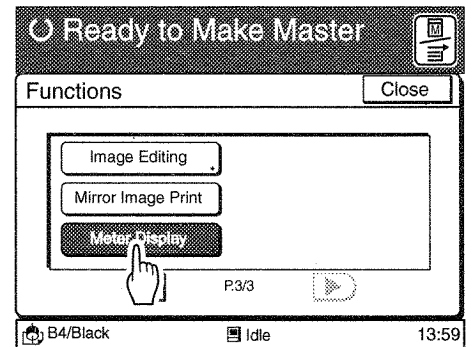 Ready to Make Master
M
Functions
Close
Image Editing
Mirror Image Print
Meter Display
P.3/3
B4/Black
Idle
13:59